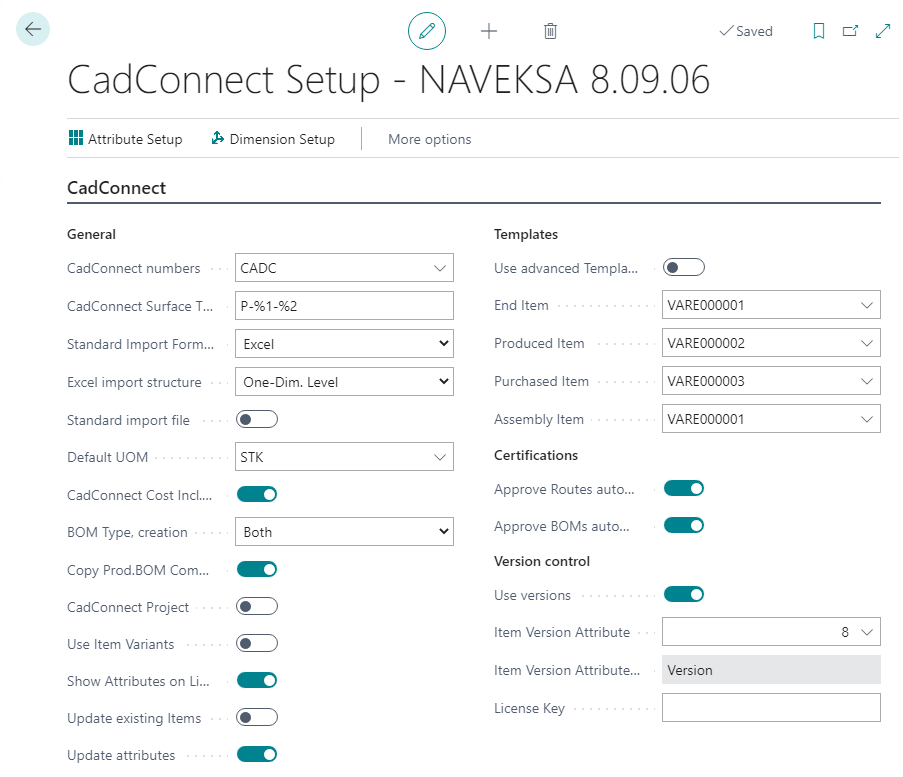 Saved
CadConnect Setup - NAVEKSA 8.09.06
Attribute Setup Dimension Setup More options
CadConnect
General
CadConnect numbers CADC
CadConnect Surface T... P-%1-%2
Standard Import Form... Excel
Excel import structure One-Dim. Level
Standard import file
Default UOM STK
CadConnect Cost Incl....
BOM Type, creation Both
Copy Prod.BOM Com...
CadConnect Project
Use Item Variants
Show Attributes on Li...
Update existing Items
Update attributes
Templates
Use advanced Templa...
End Item VARE000001
Produced Item VARE000002
Purchased Item VARE000003
Assembly Item VARE000001
Certifications
Approve Routes auto...
Approve BOMs auto...
Version control
Use versions
Item Version Attribute 8
Item Version Attribute... Version
License Key